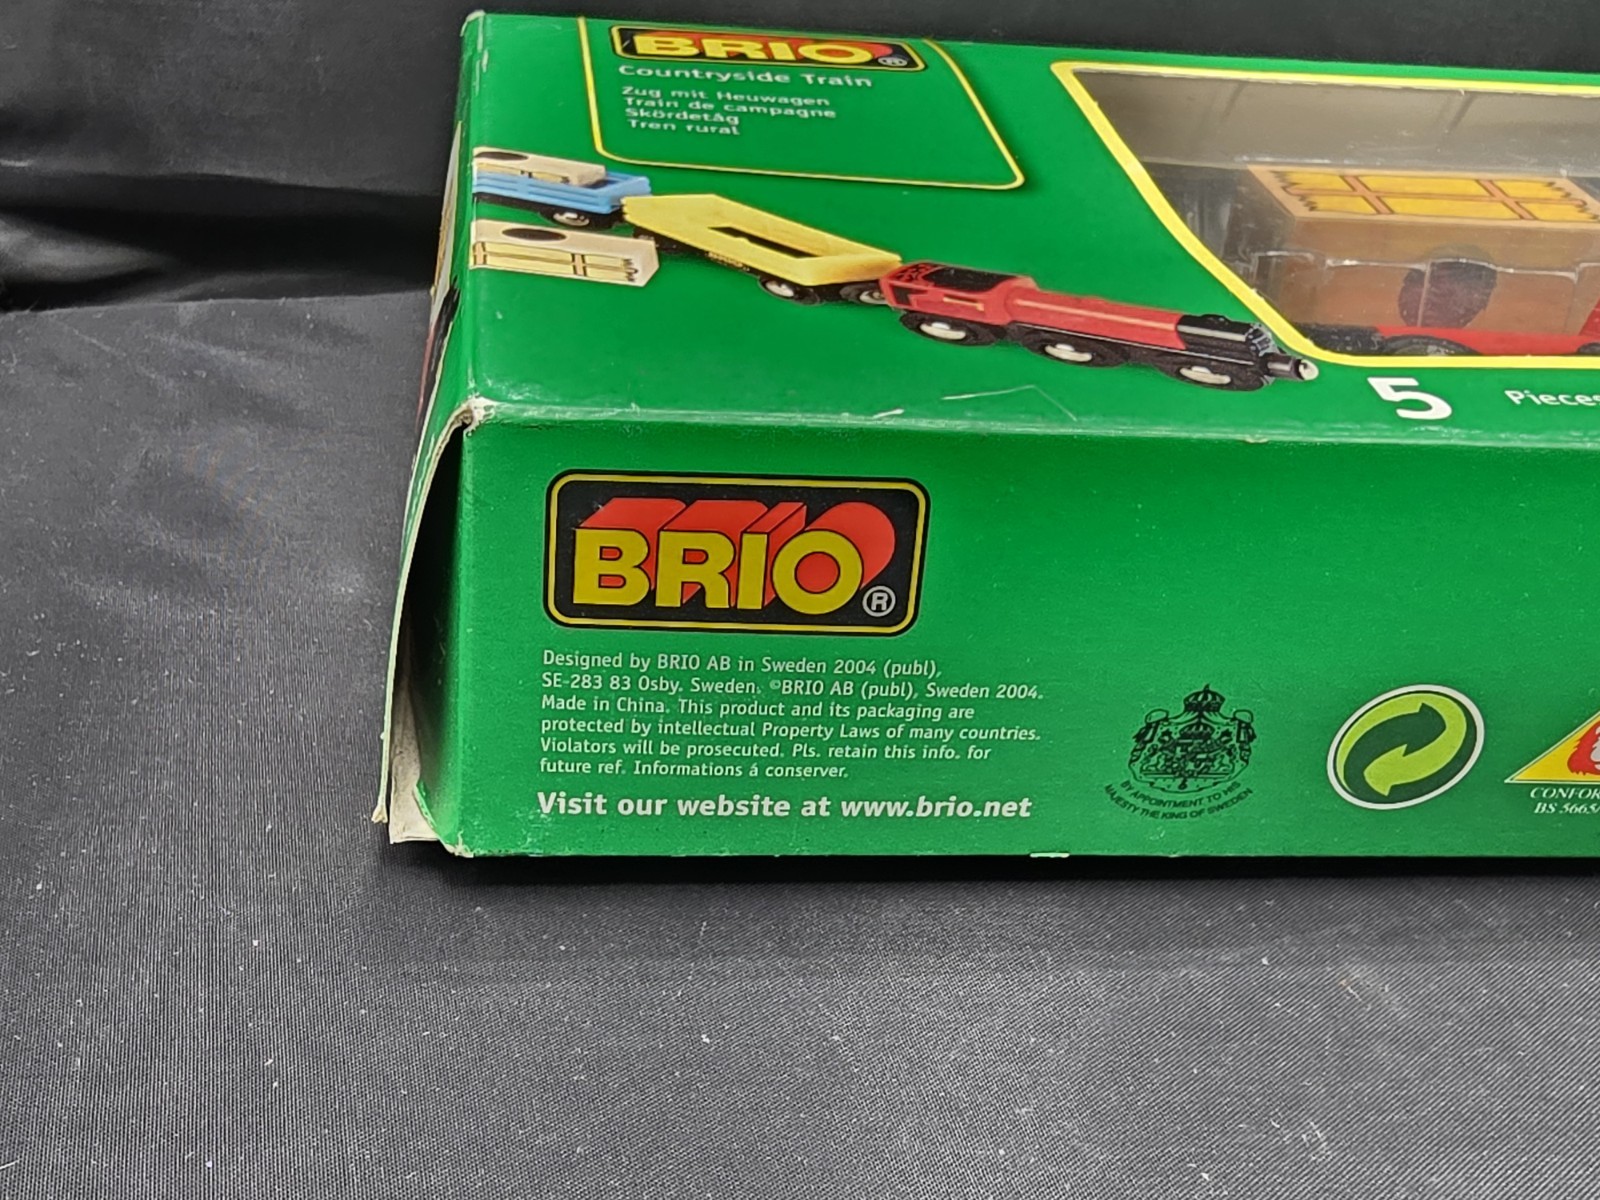 BRIO®
Countryside Train
Zug mit Heuwagen
Train de campagne
Skördetåg
Tren rural
5 Pieces
BRIO®
Designed by BRIO AB in Sweden 2004 (publ),
SE-283 83 Osby. Sweden. ©BRIO AB (publ), Sweden 2004.
Made in China. This product and its packaging are
protected by intellectual Property Laws of many countries.
Violators will be prosecuted. Pls. retain this info. for
future ref. Informations á conserver.
Visit our website at www.brio.net
BY APPOINTMENT TO HIS
MAJESTY THE KING OF SWEDEN
BS 5665